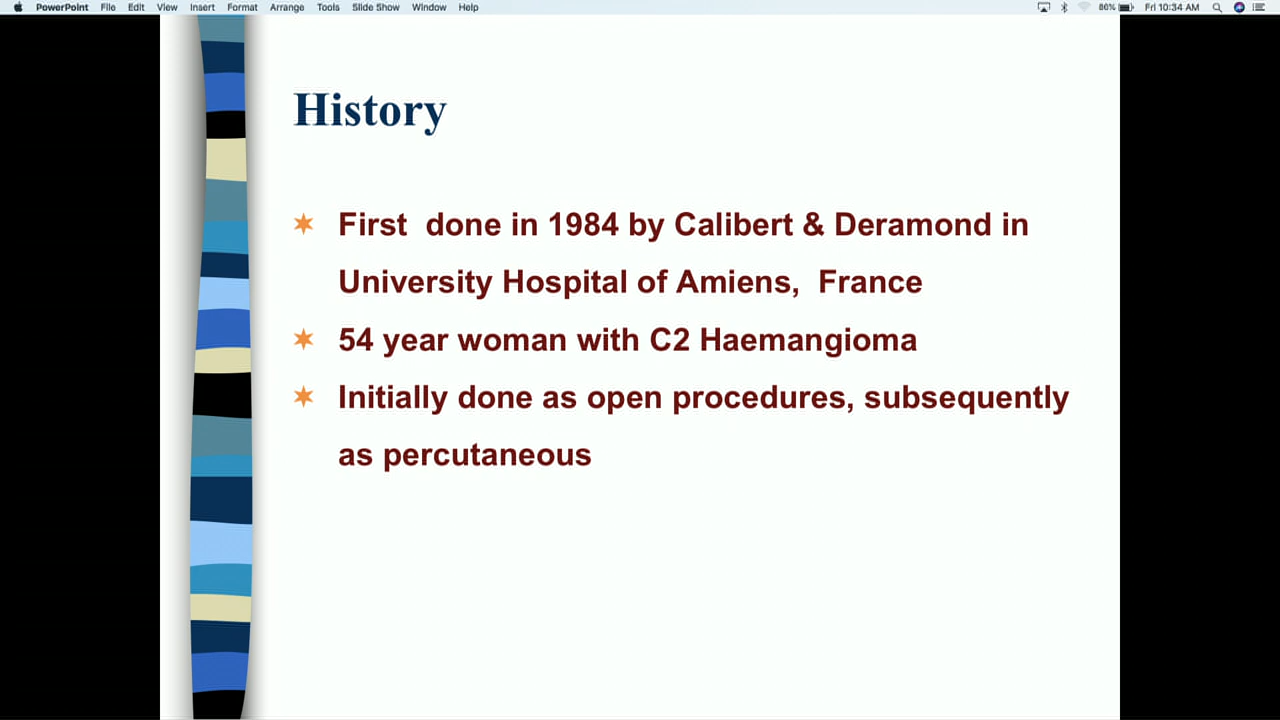 PowerPoint File Edit View Insert Format Arrange Tools Slide Show Window Help 86% Fri 10:34 AM
History
First done in 1984 by Calibert & Deramond in
University Hospital of Amiens, France
54 year woman with C2 Haemangioma
Initially done as open procedures, subsequently
as percutaneous